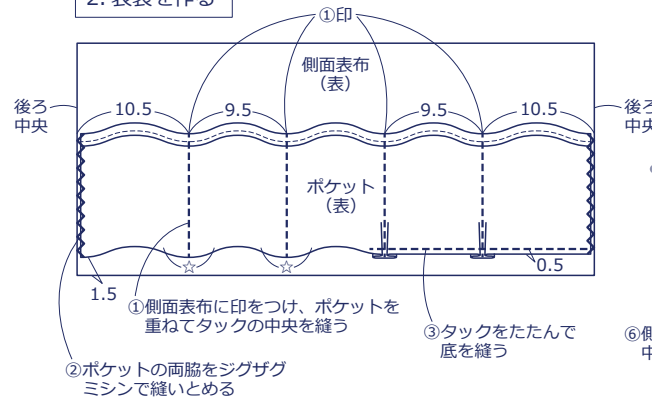 2. 表袋を作る
①印
側面表布
（表）
後ろ
中央
10.5
9.5
9.5
10.5
後ろ
中央
ポケット
（表）
☆
☆
1.5
0.5
①側面表布に印をつけ、ポケットを
重ねてタックの中央を縫う
③タックをたたんで
底を縫う
②ポケットの両脇をジグザグ
ミシンで縫いとめる
⑥側
中